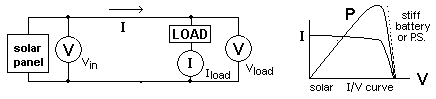 I
solar
panel
V
Vin
LOAD
I
Iload
V
Vload
P
I
stiff
battery
or P.S.
V
solar I/V curve